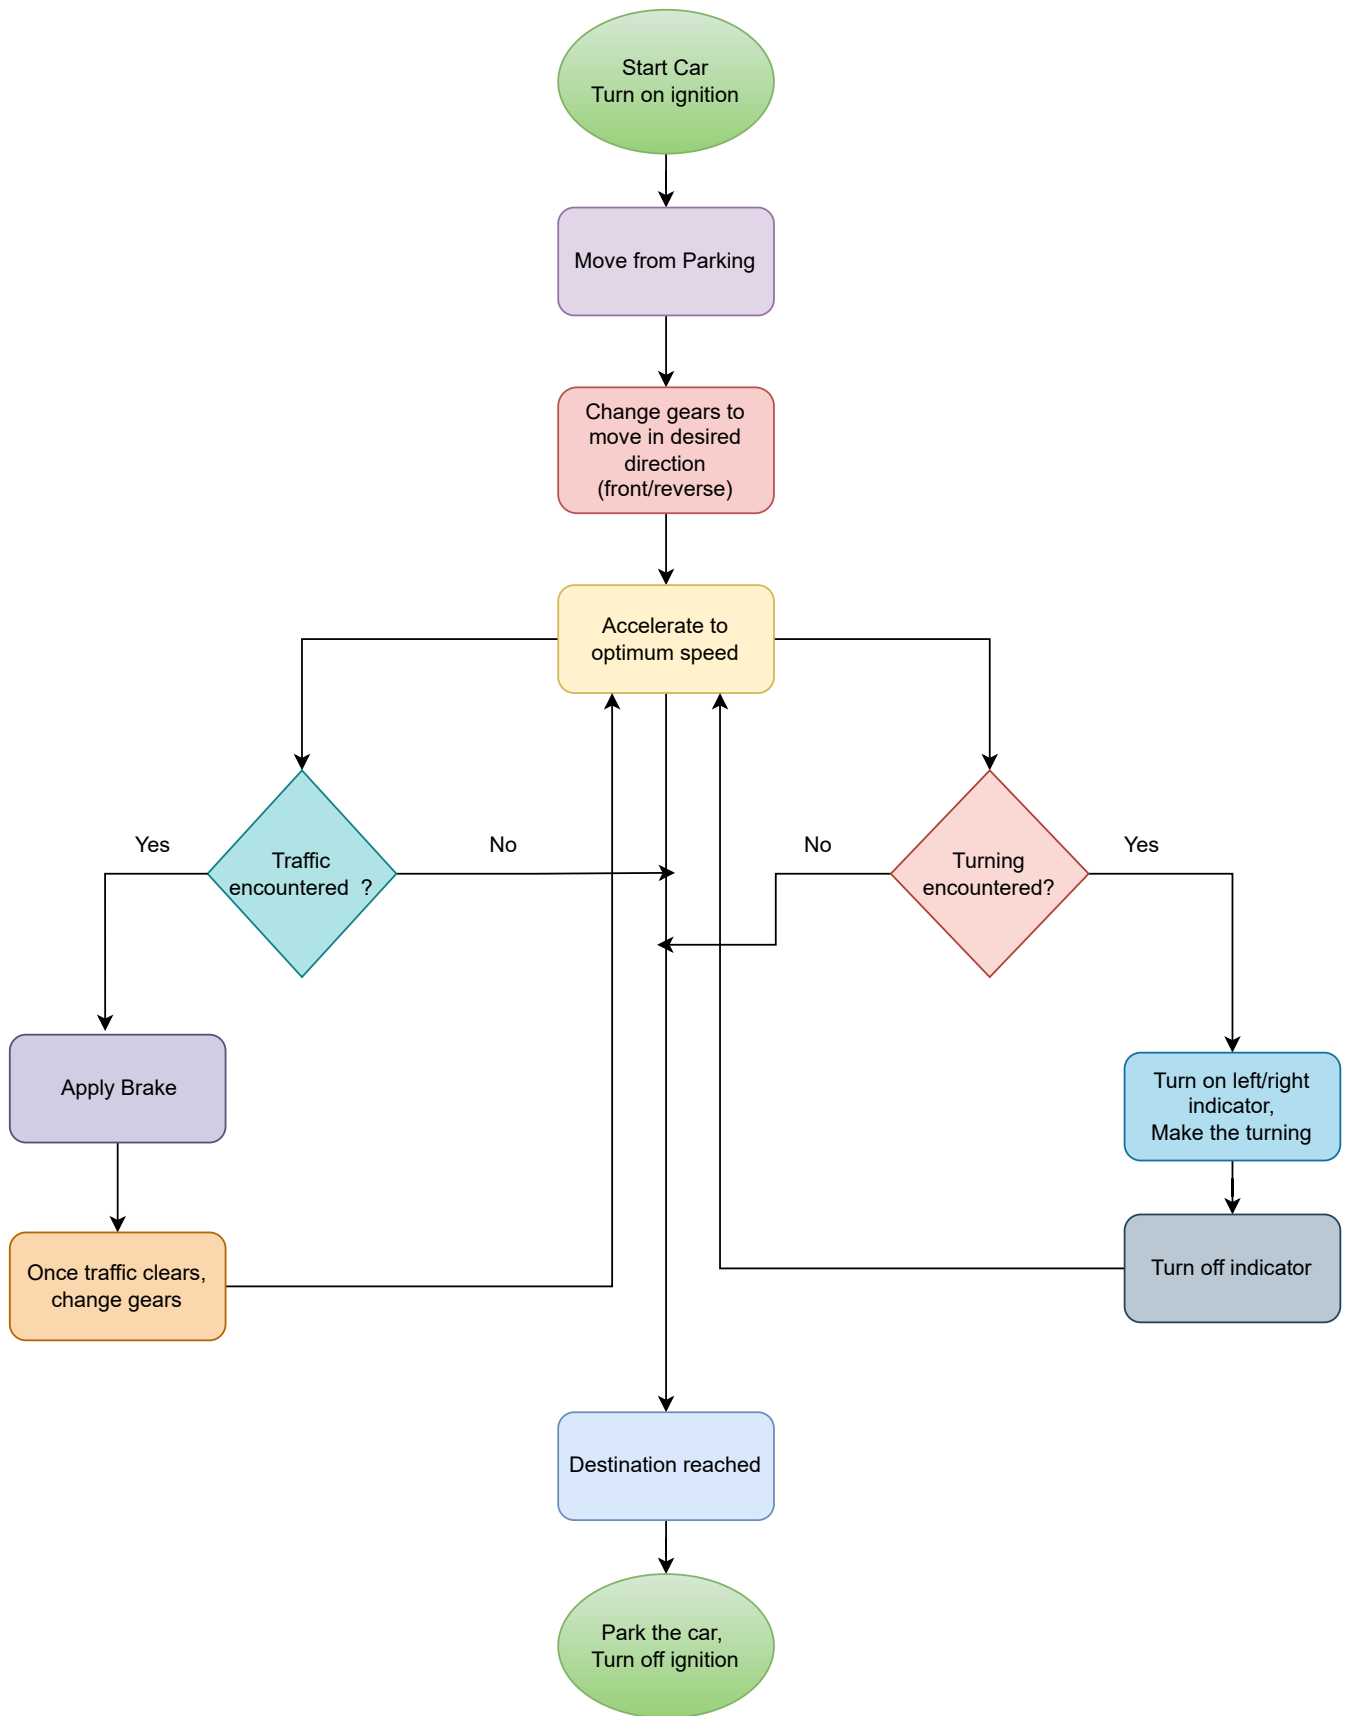 Start Car
Turn on ignition
Move from Parking
Change gears to
move in desired
direction
(front/reverse)
Accelerate to
optimum speed
Yes
Traffic
encountered ?
No
No
Turning
encountered?
Yes
Apply Brake
Turn on left/right
indicator,
Make the turning
Once traffic clears,
change gears
Turn off indicator
Destination reached
Park the car,
Turn off ignition